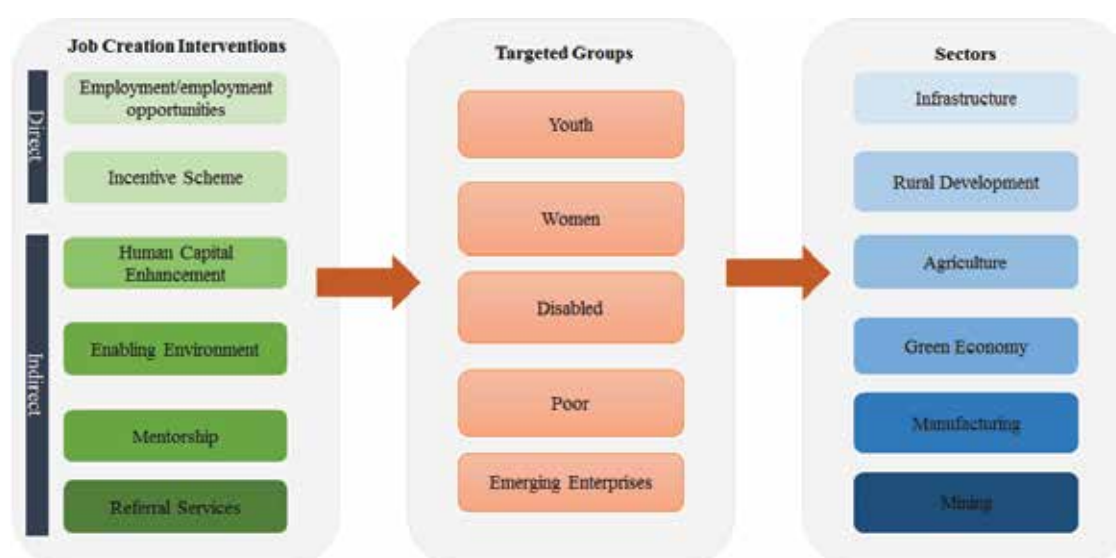 Job Creation Interventions
Direct
Employment/employment
opportunities
Incentive Scheme
Indirect
Human Capital
Enhancement
Enabling Environment
Mentorship
Referral Services
Targeted Groups
Youth
Women
Disabled
Poor
Emerging Enterprises
Sectors
Infrastructure
Rural Development
Agriculture
Green Economy
Manufacturing
Mining